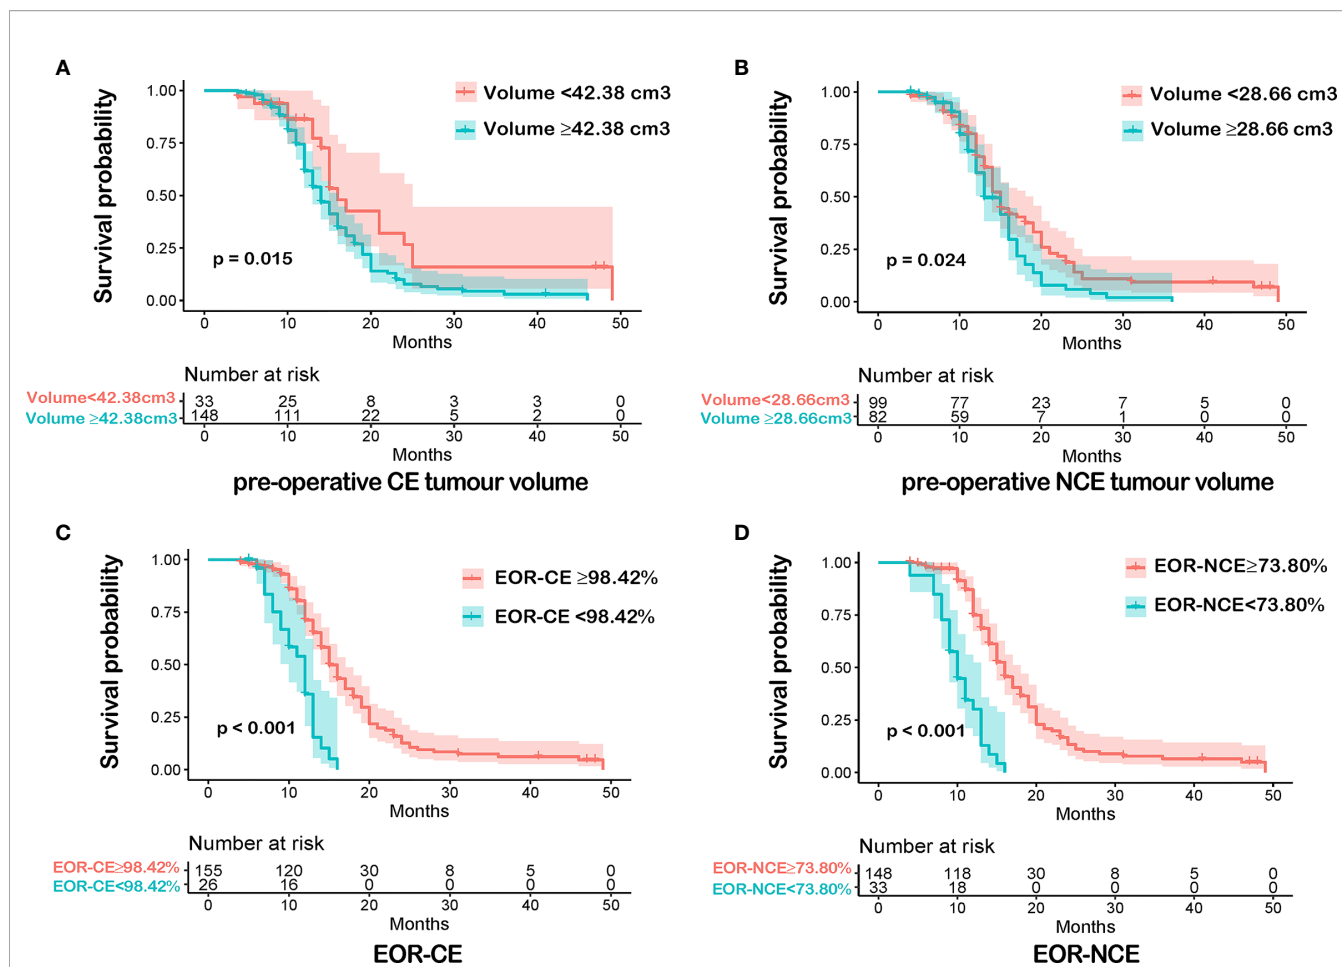 A
Survival probability
1.00
0.75
0.50
0.25
0.00
Volume <42.38 cm3
Volume ≥42.38 cm3
p = 0.015
0 10 20 30 40 50
Months
Number at risk
Volume<42.38cm3 33 25 8 3 3 0
Volume ≥42.38cm3 148 111 22 5 2 0
0 10 20 30 40 50
Months
pre-operative CE tumour volume
B
Survival probability
1.00
0.75
0.50
0.25
0.00
Volume <28.66 cm3
Volume ≥28.66 cm3
p = 0.024
0 10 20 30 40 50
Months
Number at risk
Volume<28.66cm3 99 77 23 7 5 0
Volume ≥28.66cm3 82 59 7 1 0 0
0 10 20 30 40 50
Months
pre-operative NCE tumour volume
C
Survival probability
1.00
0.75
0.50
0.25
0.00
EOR-CE ≥98.42%
EOR-CE <98.42%
p < 0.001
0 10 20 30 40 50
Months
Number at risk
EOR-CE≥98.42% 155 120 30 8 5 0
EOR-CE<98.42% 26 16 0 0 0 0
0 10 20 30 40 50
Months
EOR-CE
D
Survival probability
1.00
0.75
0.50
0.25
0.00
EOR-NCE≥73.80%
EOR-NCE<73.80%
p < 0.001
0 10 20 30 40 50
Months
Number at risk
EOR-NCE≥73.80% 148 118 30 8 5 0
EOR-NCE<73.80% 33 18 0 0 0 0
0 10 20 30 40 50
Months
EOR-NCE